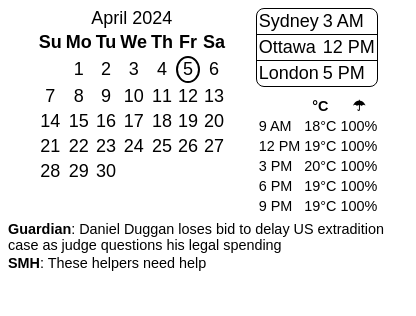 April 2024
Su Mo Tu We Th Fr Sa
1 2 3 4 5 6
7 8 9 10 11 12 13
14 15 16 17 18 19 20
21 22 23 24 25 26 27
28 29 30
Sydney 3 AM
Ottawa 12 PM
London 5 PM
°C ☂
9 AM 18°C 100%
12 PM 19°C 100%
3 PM 20°C 100%
6 PM 19°C 100%
9 PM 19°C 100%
Guardian: Daniel Duggan loses bid to delay US extradition
case as judge questions his legal spending
SMH: These helpers need help